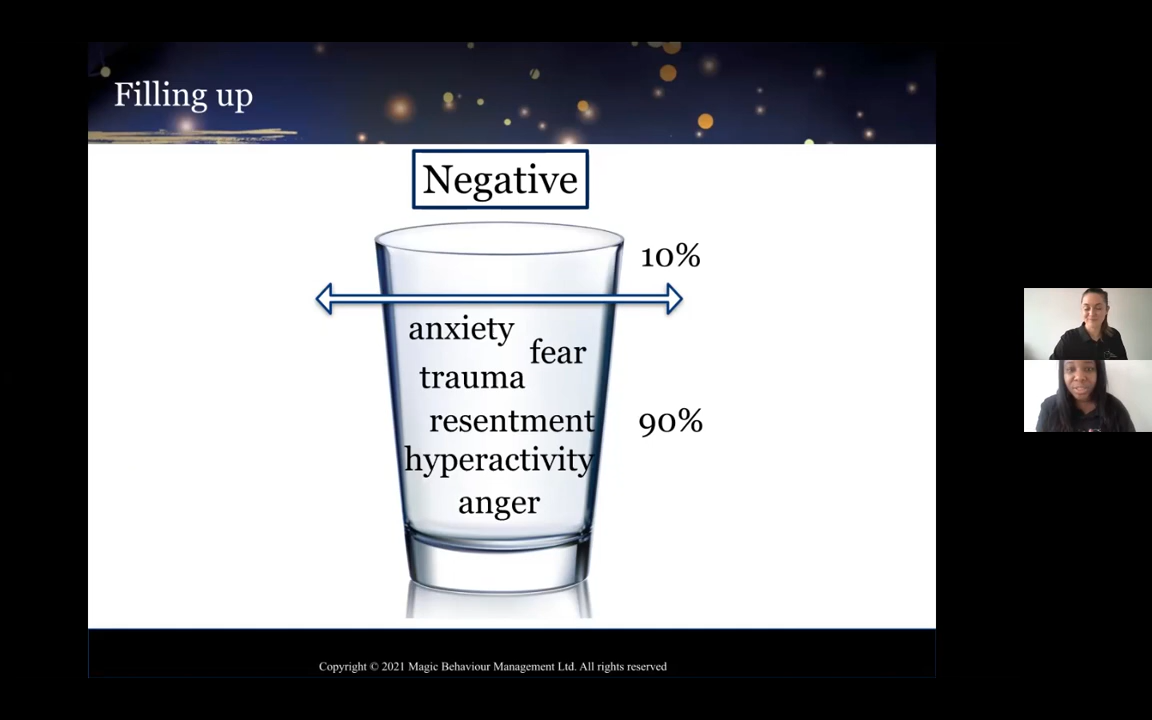 Filling up
Negative
10%
anxiety
fear
trauma
resentment
90%
hyperactivity
anger
Copyright © 2021 Magic Behaviour Management Ltd. All rights reserved